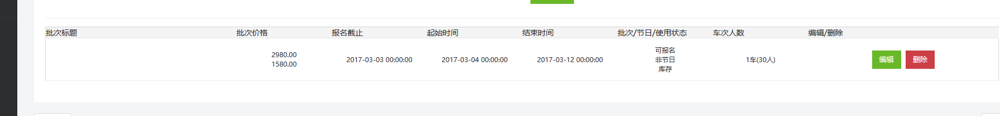 批次标题 批次价格 报名截止 起始时间 结束时间 批次/节日/使用状态 车次人数 编辑/删除
2980.00
1580.00
2017-03-03 00:00:00 2017-03-04 00:00:00 2017-03-12 00:00:00
可报名
非节日
库存
1车(30人)
编辑 删除